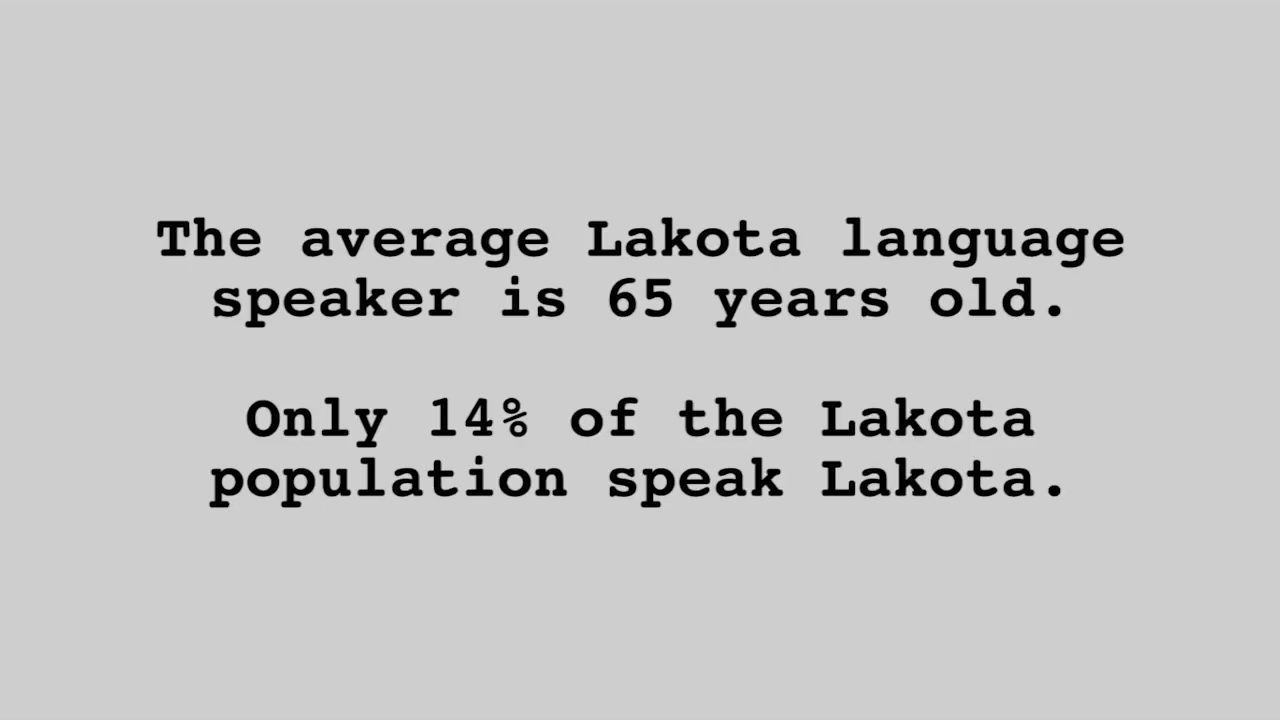 The average Lakota language
speaker is 65 years old.
Only 14% of the Lakota
population speak Lakota.